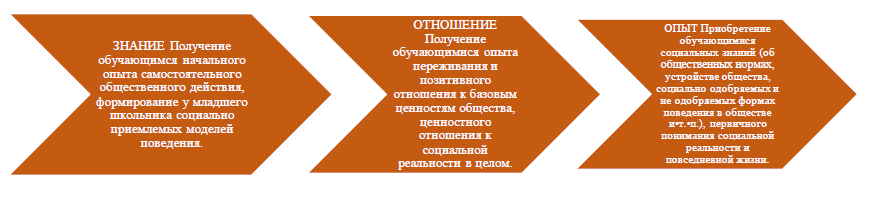 ЗНАНИЕ Получение
обучающимся начального
опыта самостоятельного
общественного действия,
формирование у младшего
школьника социально
приемлемых моделей
поведения.
ОТНОШЕНИЕ
Получение
обучающимися опыта
переживания и
позитивного
отношения к базовым
ценностям общества,
ценностного
отношения к
социальной
реальности в целом.
ОПЫТ Приобретение
обучающимися
социальных знаний (об
общественных нормах,
устройстве общества,
социально одобряемых и
не одобряемых формах
поведения в обществе
и•т.•п.), первичного
понимания социальной
реальности и
повседневной жизни.